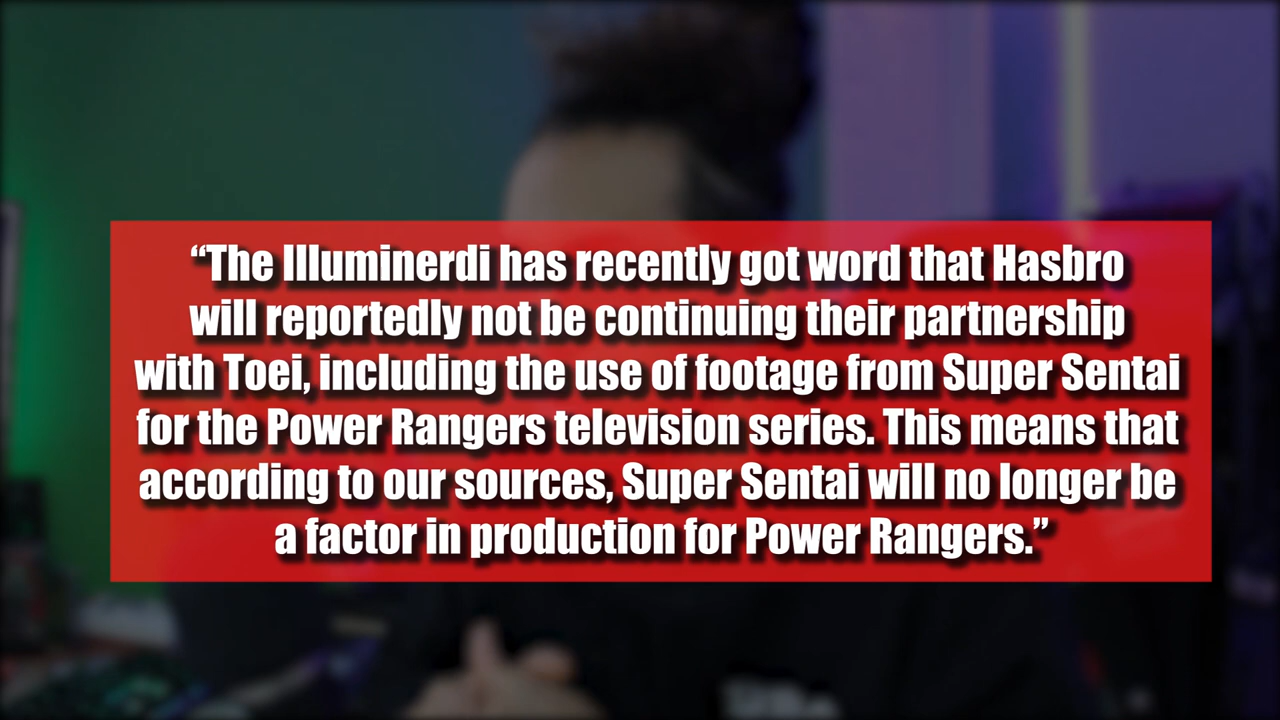 “The Illuminerdi has recently got word that Hasbro
will reportedly not be continuing their partnership
with Toei, including the use of footage from Super Sentai
for the Power Rangers television series. This means that
according to our sources, Super Sentai will no longer be
a factor in production for Power Rangers.”